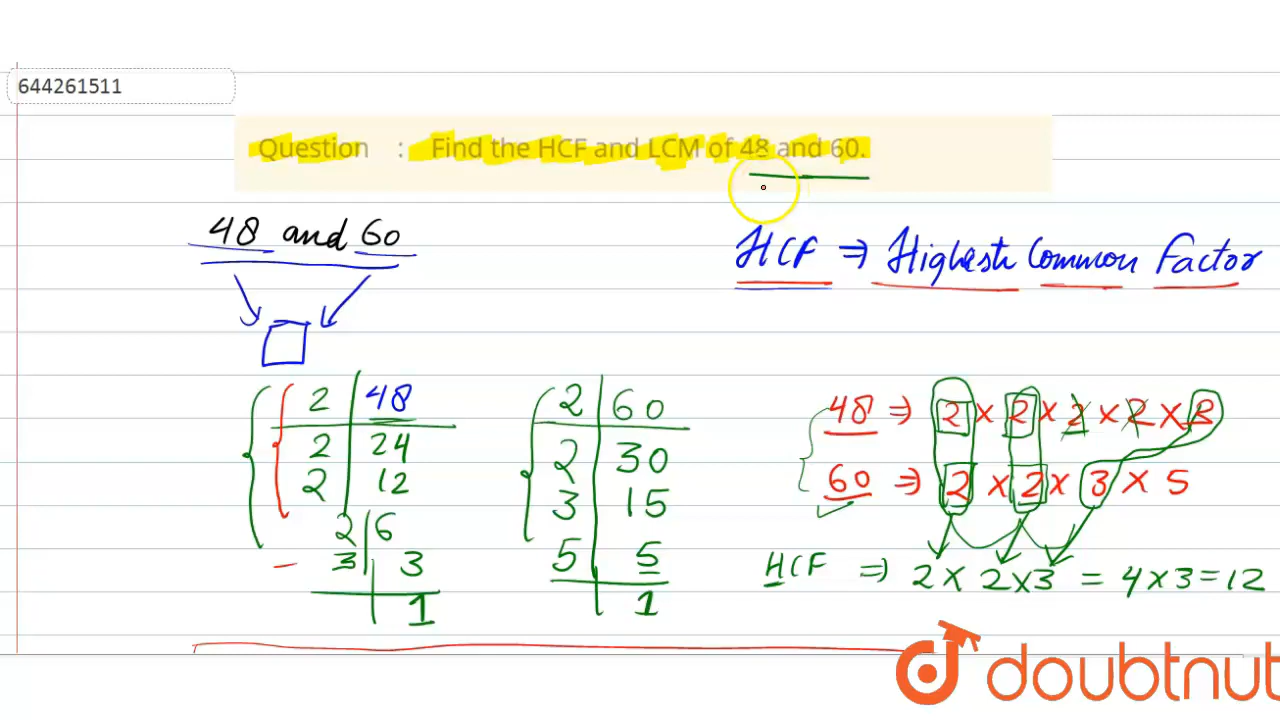 644261511
Question : Find the HCF and LCM of 48 and 60.
48 and 60
HCF ⇒ Highest Common Factor
2 | 48
2 | 24
2 | 12
2 | 6
3 | 3
1
2 | 60
2 | 30
3 | 15
5 | 5
1
48 ⇒ 2 × 2 × 2 × 2 × 3
60 ⇒ 2 × 2 × 3 × 5
HCF ⇒ 2 × 2 × 3 = 4 × 3 = 12
doubtnut